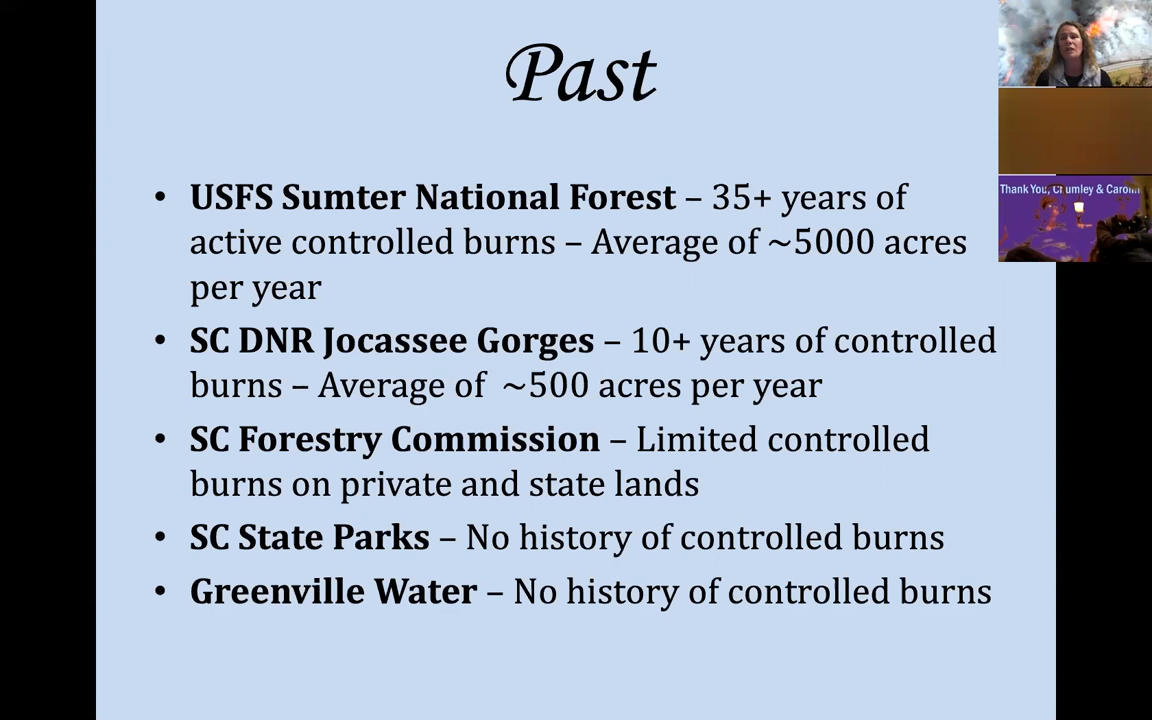 Past
• USFS Sumter National Forest – 35+ years of
active controlled burns – Average of ~5000 acres
per year
• SC DNR Jocassee Gorges – 10+ years of controlled
burns – Average of ~500 acres per year
• SC Forestry Commission – Limited controlled
burns on private and state lands
• SC State Parks – No history of controlled burns
• Greenville Water – No history of controlled burns
Thank You, Crumley &